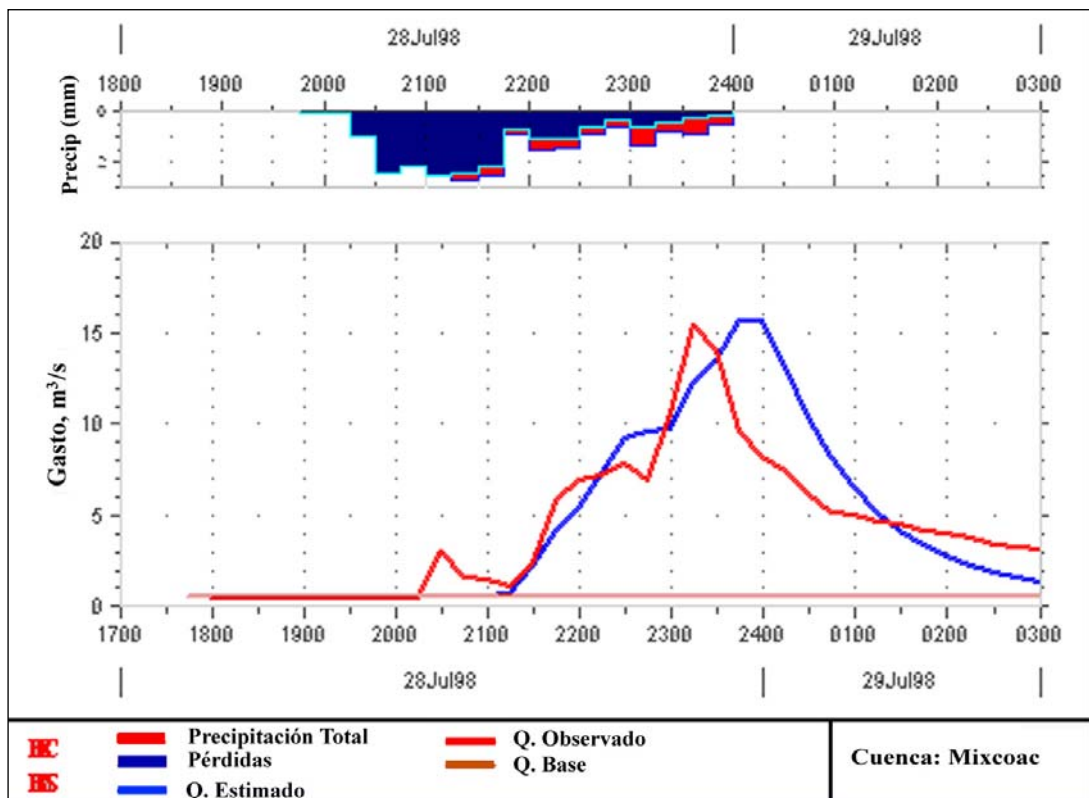 28Jul98 29Jul98
1800 1900 2000 2100 2200 2300 2400 0100 0200 0300
Precip (mm)
0
2
Gasto, m³/s
20
15
10
5
0
1700 1800 1900 2000 2100 2200 2300 2400 0100 0200 0300
28Jul98 29Jul98
Precipitación Total
Pérdidas
Q. Estimado
Q. Observado
Q. Base
Cuenca: Mixcoac